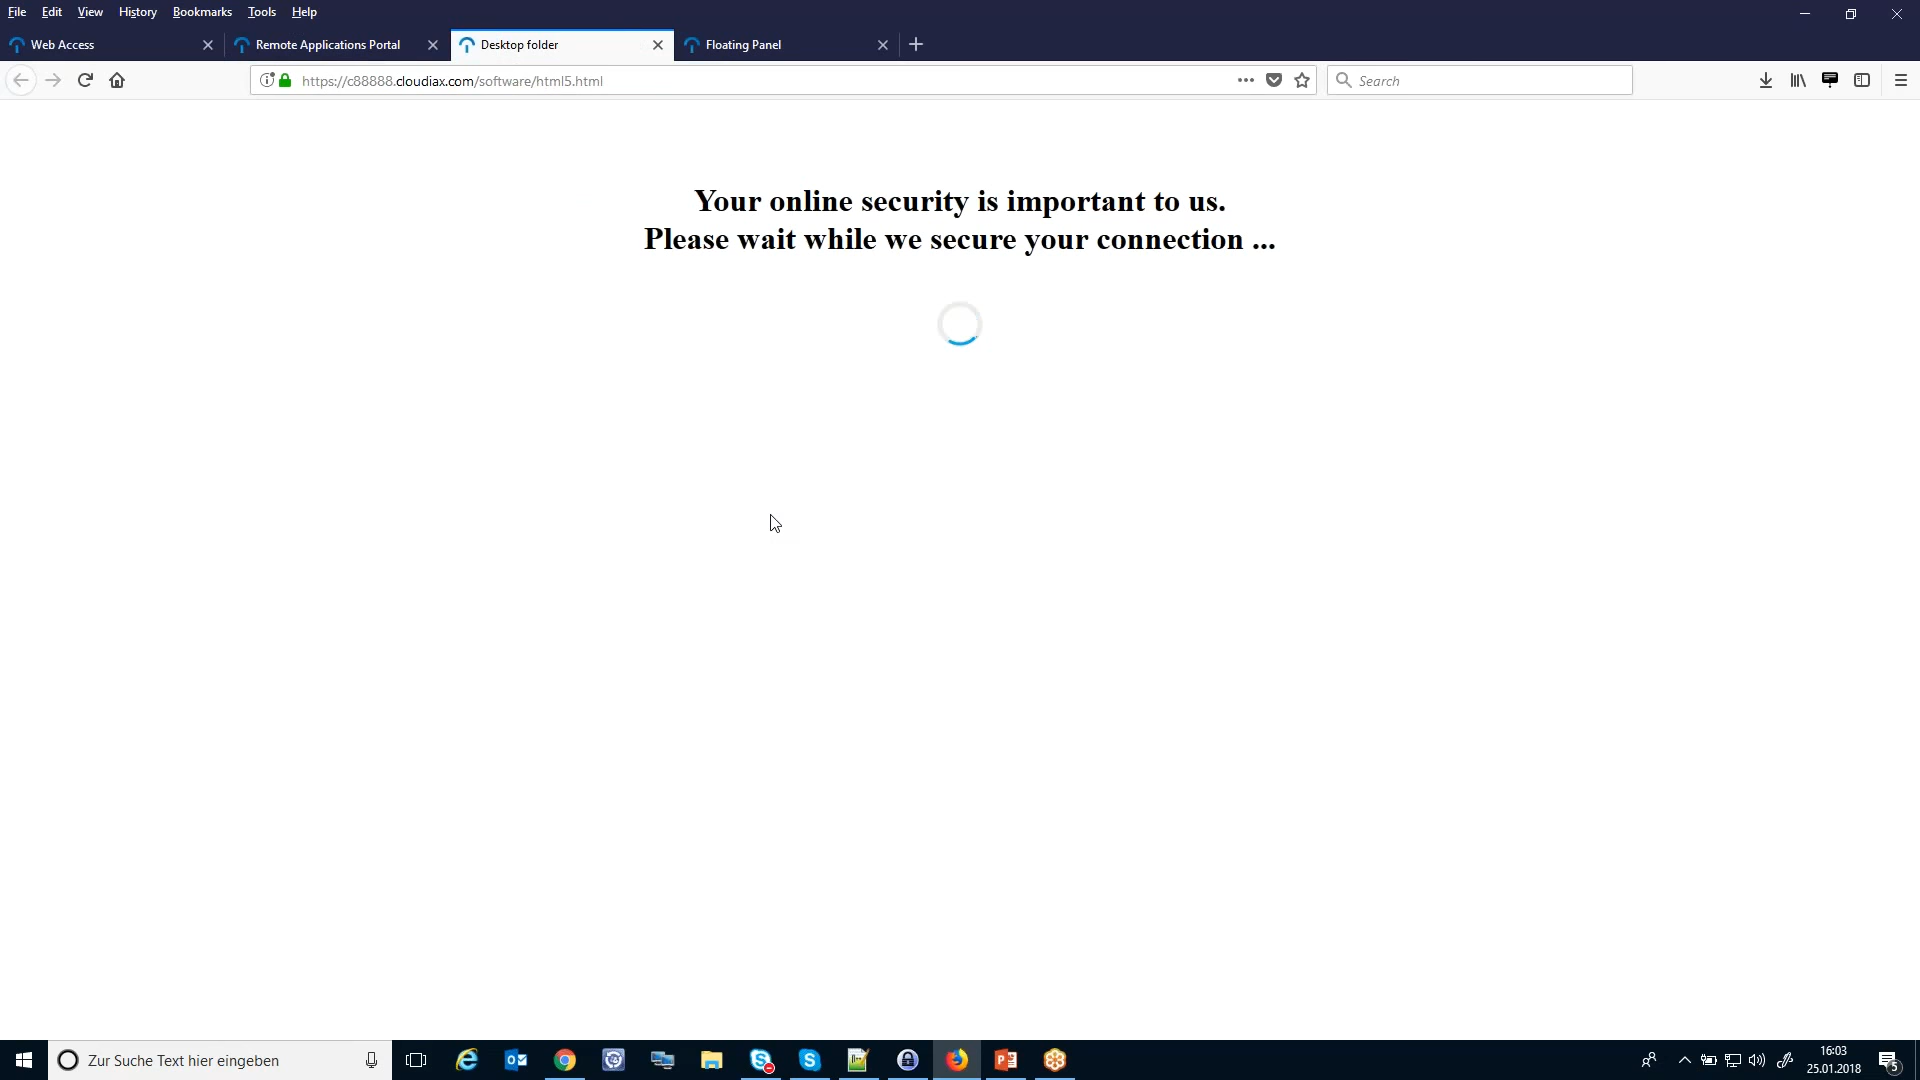 File Edit View History Bookmarks Tools Help
Web Access
Remote Applications Portal
Desktop folder
Floating Panel
https://c88888.cloudiax.com/software/html5.html
Search
Your online security is important to us.
Please wait while we secure your connection ...
Zur Suche Text hier eingeben
16:03
25.01.2018
5